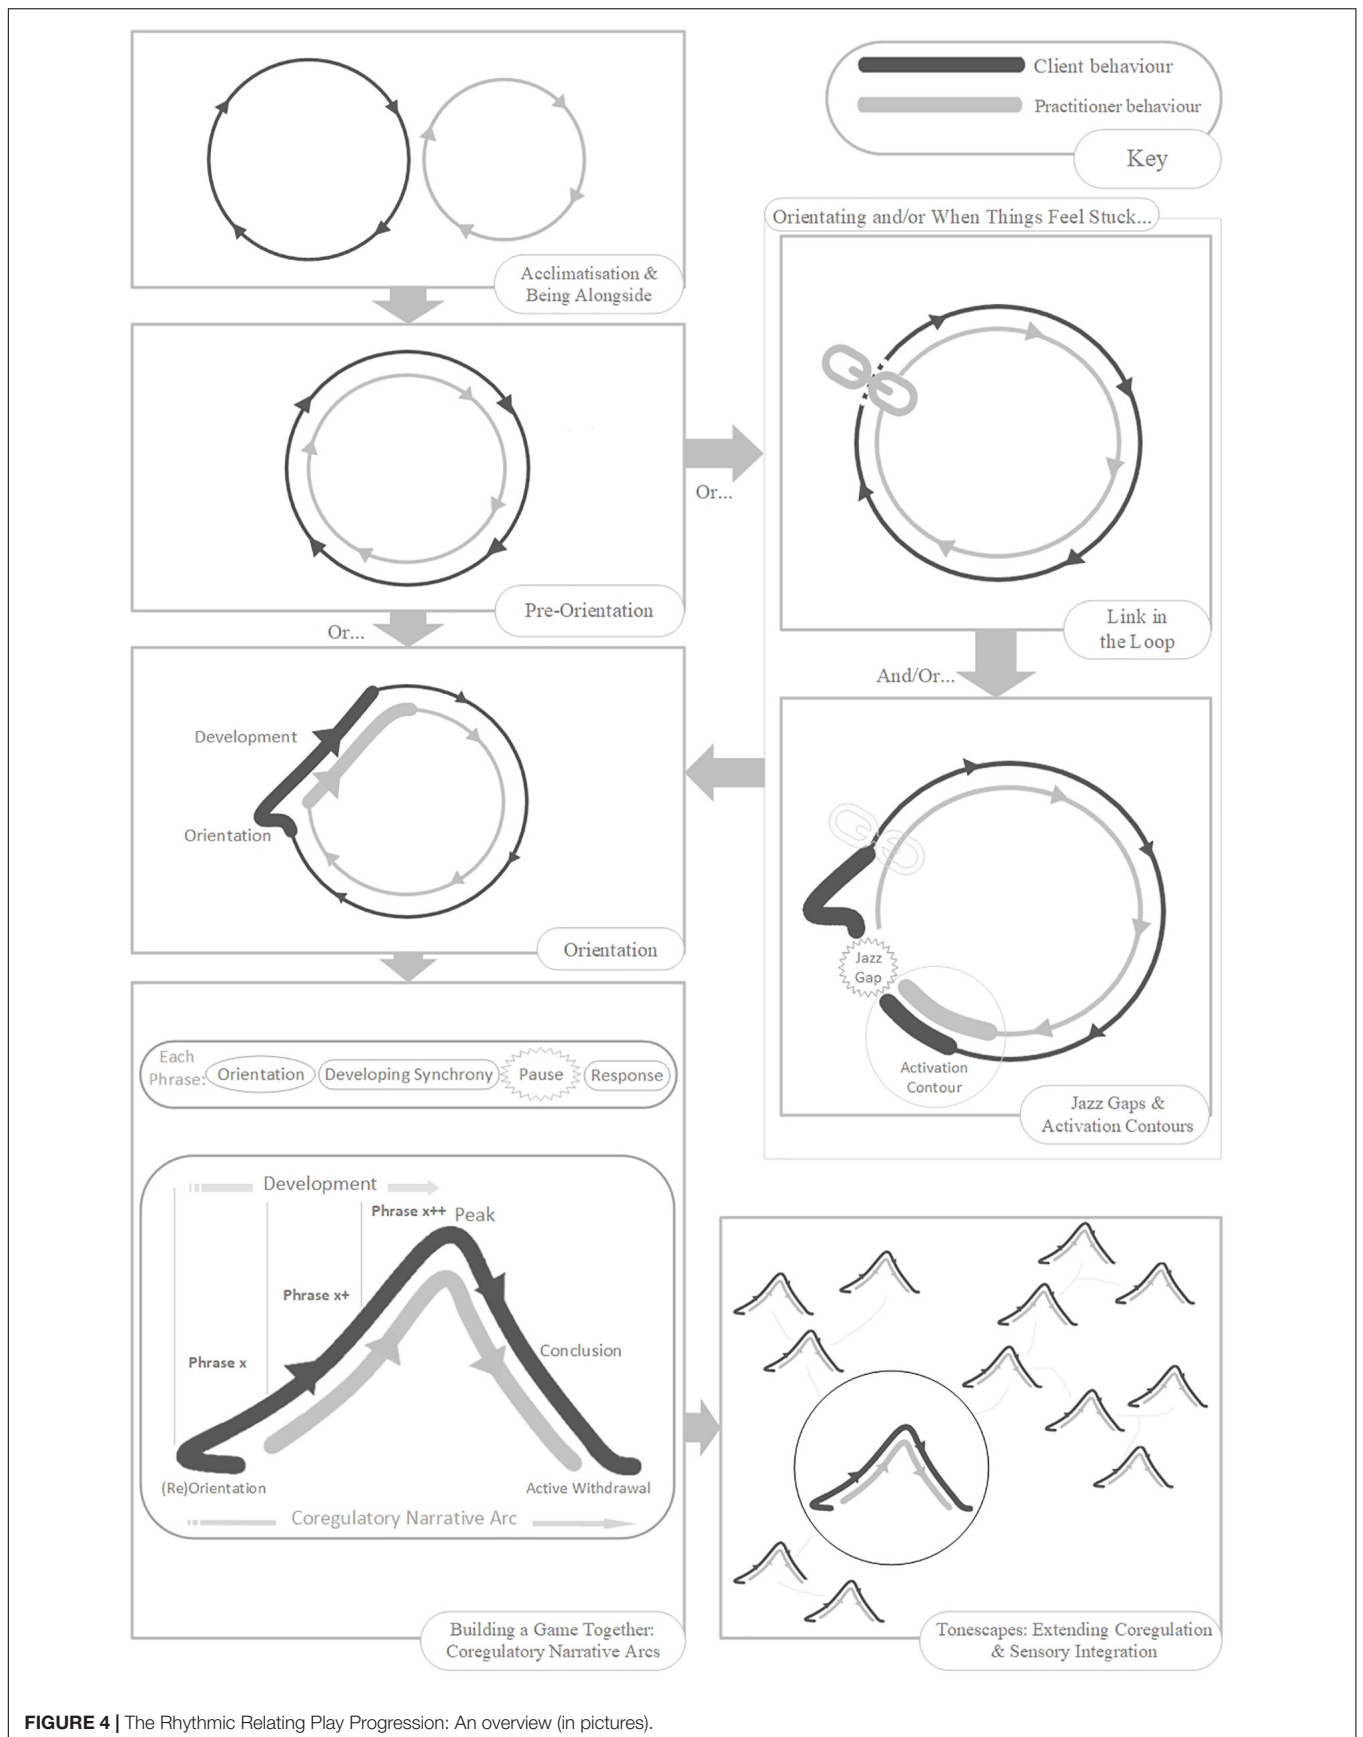 Client behaviour
Practitioner behaviour
Key
Acclimatisation &
Being Alongside
Orientating and/or When Things Feel Stuck...
Pre-Orientation
Or...
Link in
the Loop
Or...
And/Or...
Development
Orientation
Orientation
Jazz
Gap
Activation
Contour
Jazz Gaps &
Activation Contours
Each
Phrase:
Orientation
Developing Synchrony
Pause
Response
Development
Phrase x++
Peak
Phrase x+
Phrase x
Conclusion
(Re)Orientation
Active Withdrawal
Coregulatory Narrative Arc
Building a Game Together:
Coregulatory Narrative Arcs
Tonescapes: Extending Coregulation
& Sensory Integration
FIGURE 4 | The Rhythmic Relating Play Progression: An overview (in pictures).